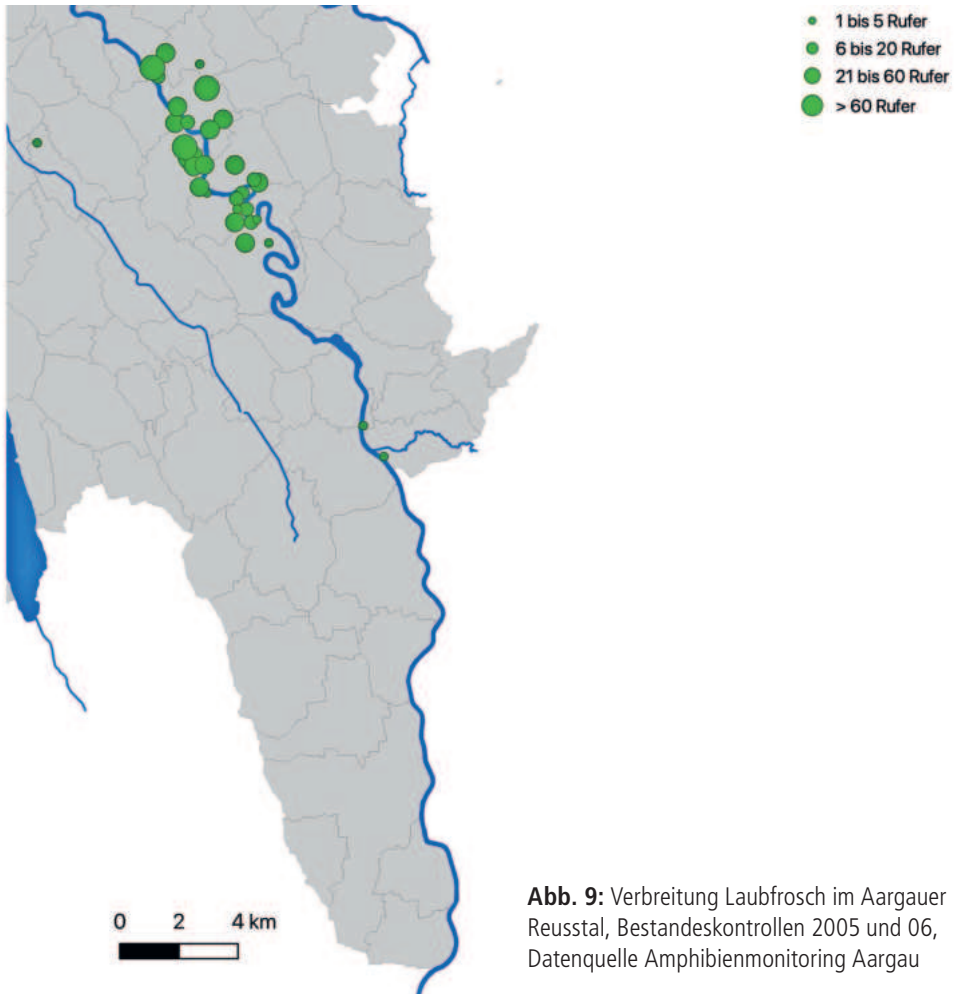 1 bis 5 Rufer
6 bis 20 Rufer
21 bis 60 Rufer
> 60 Rufer
0 2 4 km
Abb. 9: Verbreitung Laubfrosch im Aargauer
Reusstal, Bestandeskontrollen 2005 und 06,
Datenquelle Amphibienmonitoring Aargau